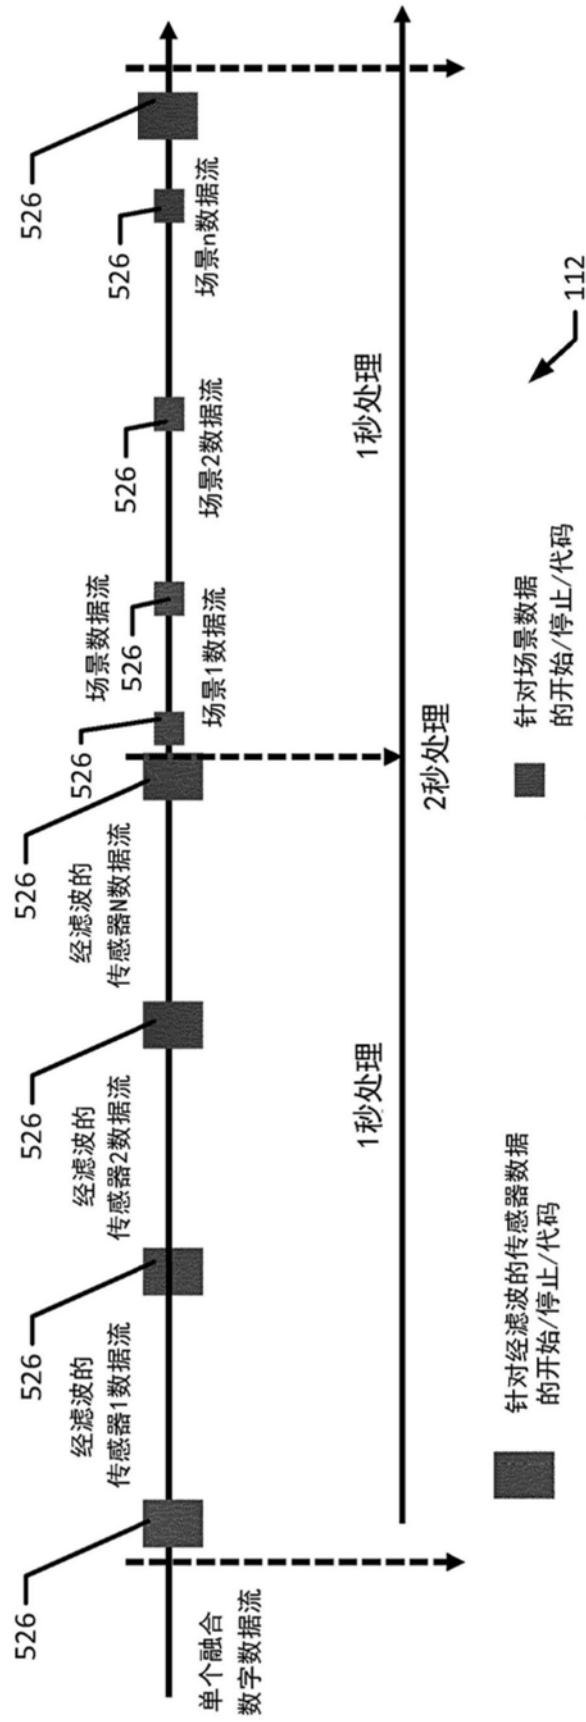 526
526
526
526
526
526
526
526
526
单个融合
数字数据流
经滤波的
传感器1数据流
经滤波的
传感器2数据流
经滤波的
传感器N数据流
场景数据流
场景1数据流
场景2数据流
场景n数据流
1秒处理
1秒处理
2秒处理
针对经滤波的传感器数据
的开始/停止/代码
针对场景数据
的开始/停止/代码
112